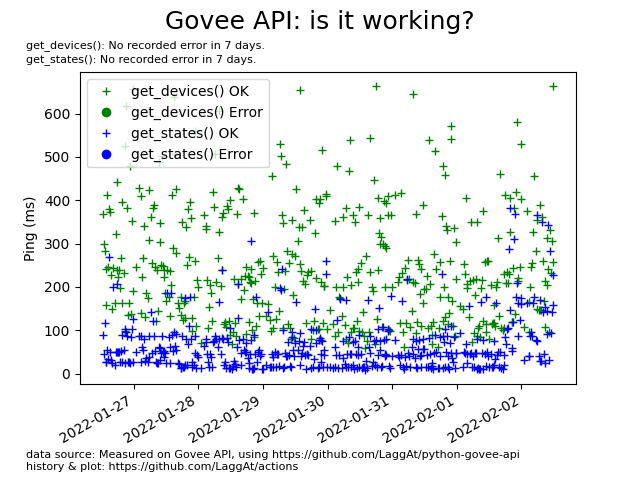 Govee API: is it working?
get_devices(): No recorded error in 7 days.
get_states(): No recorded error in 7 days.
get_devices() OK
get_devices() Error
get_states() OK
get_states() Error
600
500
400
300
200
100
0
Ping (ms)
2022-01-27
2022-01-28
2022-01-29
2022-01-30
2022-01-31
2022-02-01
2022-02-02
data source: Measured on Govee API, using https://github.com/LaggAt/python-govee-api
history & plot: https://github.com/LaggAt/actions